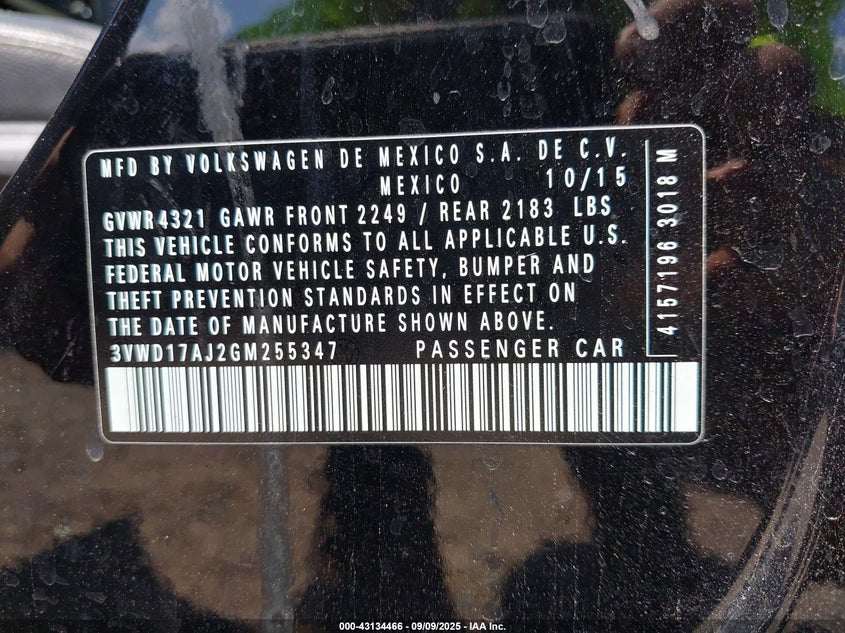 MFD BY VOLKSWAGEN DE MEXICO S.A. DE C.V.
MEXICO 10/15
GVWR4321 GAWR FRONT 2249 / REAR 2183 LBS
THIS VEHICLE CONFORMS TO ALL APPLICABLE U.S.
FEDERAL MOTOR VEHICLE SAFETY, BUMPER AND
THEFT PREVENTION STANDARDS IN EFFECT ON
THE DATE OF MANUFACTURE SHOWN ABOVE.
3VWD17AJ2GM255347 PASSENGER CAR
4157196 3018 M
000-43134466 - 09/09/2025 - IAA Inc.